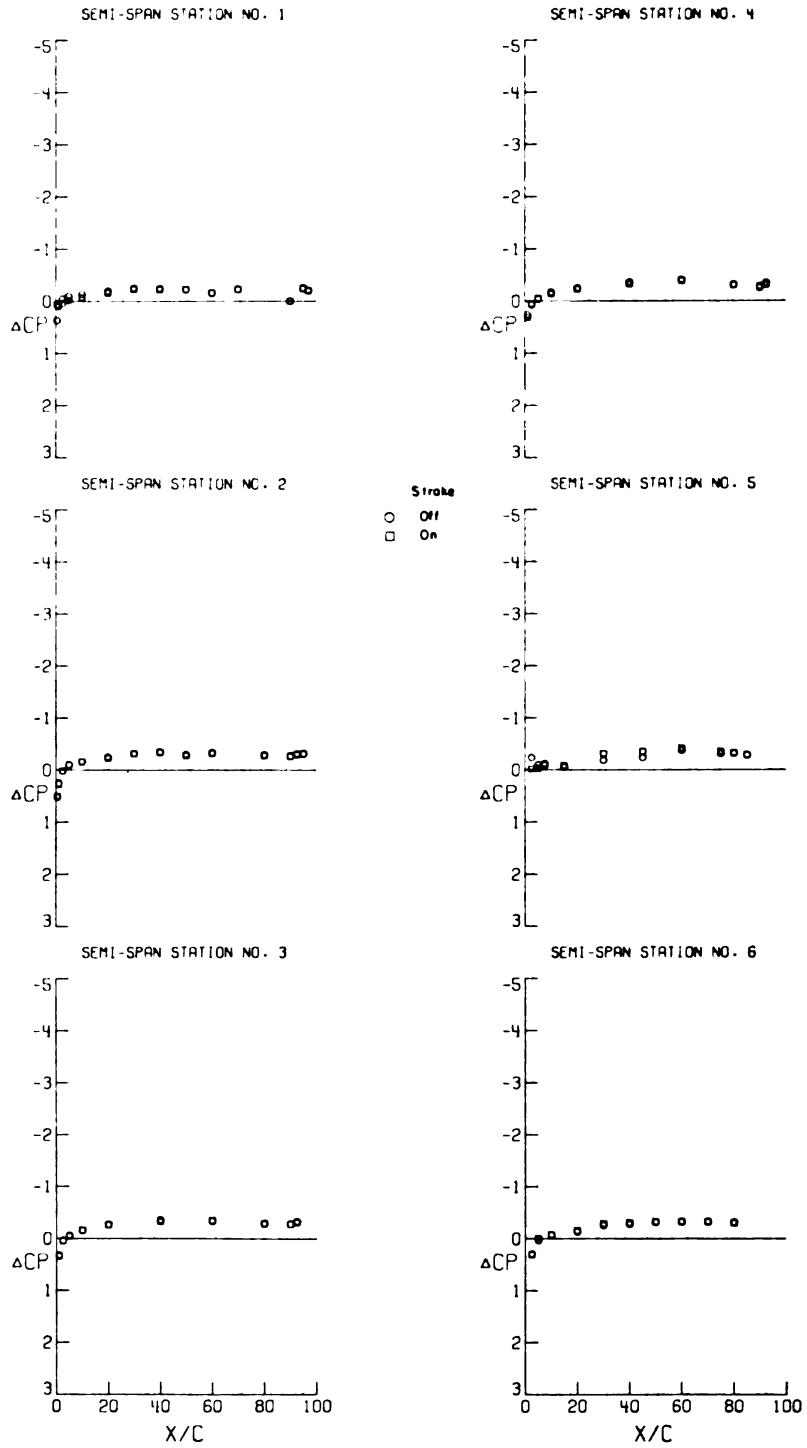 SEMI-SPAN STATION NO. 1
-5
-4
-3
-2
-1
0
ΔCP
1
2
3
SEMI-SPAN STATION NO. 2
-5
-4
-3
-2
-1
0
ΔCP
1
2
3
SEMI-SPAN STATION NO. 3
-5
-4
-3
-2
-1
0
ΔCP
1
2
3
0 20 40 60 80 100
X/C
Strake
Off
On
SEMI-SPAN STATION NO. 4
-5
-4
-3
-2
-1
0
ΔCP
1
2
3
SEMI-SPAN STATION NO. 5
-5
-4
-3
-2
-1
0
ΔCP
1
2
3
SEMI-SPAN STATION NO. 6
-5
-4
-3
-2
-1
0
ΔCP
1
2
3
0 20 40 60 80 100
X/C